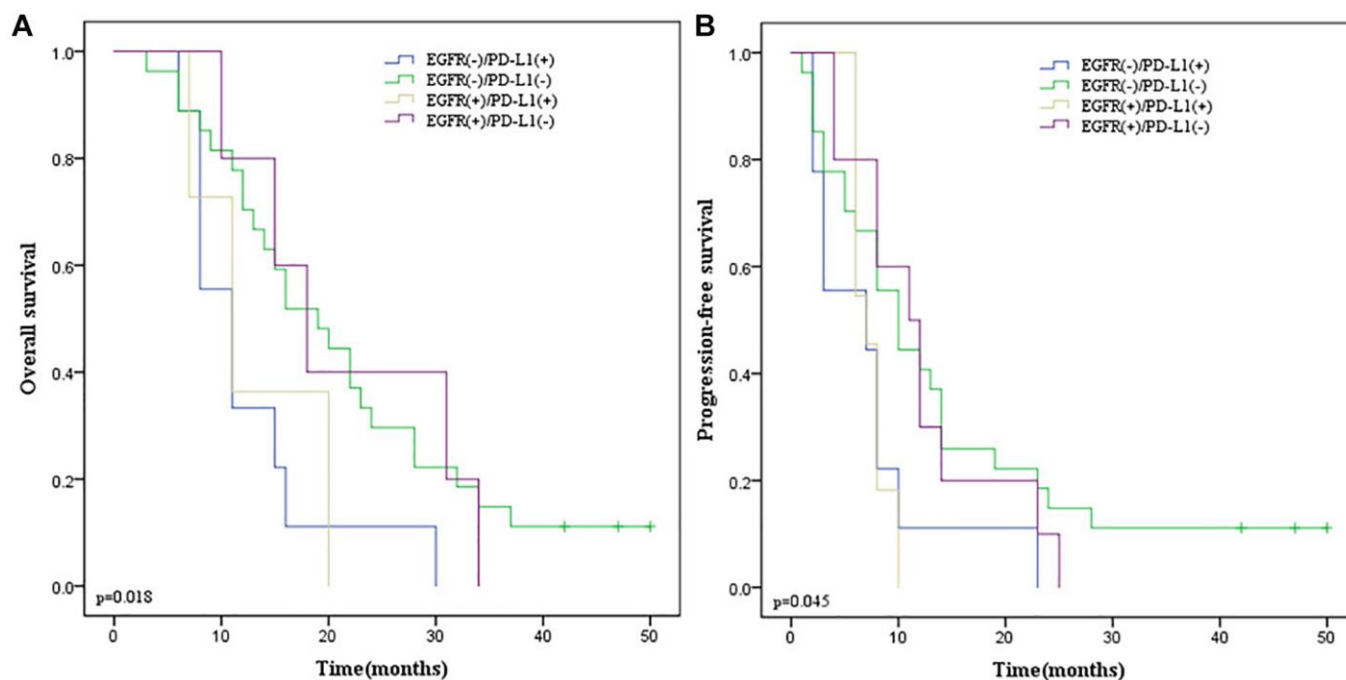 A
EGFR(-)/PD-L1(+)
EGFR(-)/PD-L1(-)
EGFR(+)/PD-L1(+)
EGFR(+)/PD-L1(-)
Overall survival
1.0
0.8
0.6
0.4
0.2
0.0
p=0.018
0 10 20 30 40 50
Time(months)
B
EGFR(-)/PD-L1(+)
EGFR(-)/PD-L1(-)
EGFR(+)/PD-L1(+)
EGFR(+)/PD-L1(-)
Progression-free survival
1.0
0.8
0.6
0.4
0.2
0.0
p=0.045
0 10 20 30 40 50
Time(months)